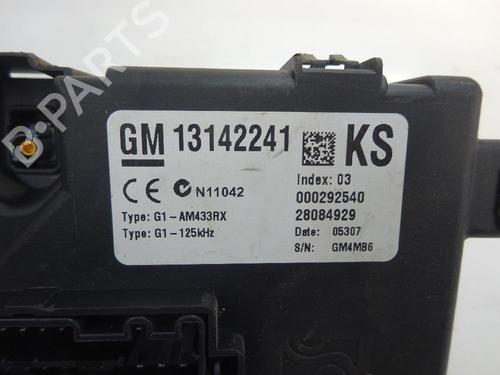 B-PARTS
GM 13142241 KS
CE N11042
Index: 03
000292540
Type: G1-AM433RX
28084929
Type: G1-125kHz
Date: 05307
S/N: GM4MB6